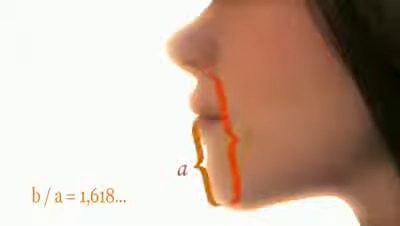 a
b / a = 1,618...